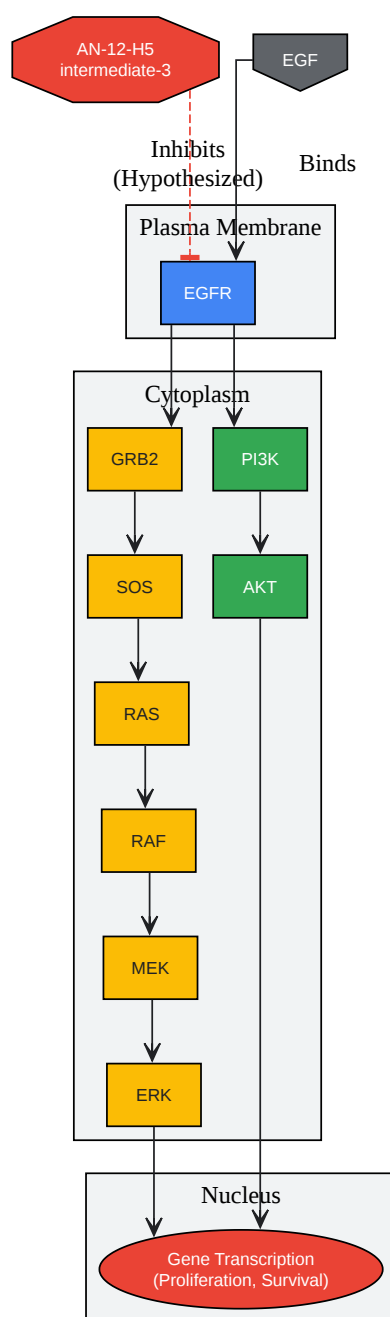 AN-12-H5
intermediate-3
EGF
Inhibits
(Hypothesized)
Binds
Plasma Membrane
EGFR
Cytoplasm
GRB2
PI3K
SOS
AKT
RAS
RAF
MEK
ERK
Nucleus
Gene Transcription
(Proliferation, Survival)